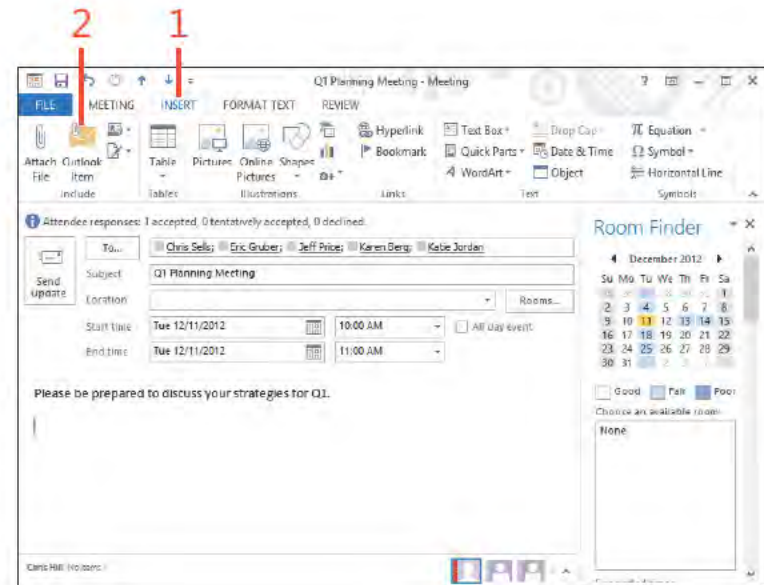 2 1
Q1 Planning Meeting - Meeting
FILE MEETING INSERT FORMAT TEXT REVIEW
Hyperlink Text Box Drop Cap π Equation
Bookmark Quick Parts Date & Time Ω Symbol
Attach File Outlook Item Table Pictures Online Pictures Shapes WordArt Object Horizontal Line
Include Tables Illustrations Links Text Symbols
Attendee responses: 1 accepted, 0 tentatively accepted, 0 declined.
To... Chris Sells; Eric Gruber; Jeff Price; Karen Berg; Katie Jordan
Send Update
Subject Q1 Planning Meeting
Location Rooms...
Start time Tue 12/11/2012 10:00 AM All day event
End time Tue 12/11/2012 11:00 AM
Please be prepared to discuss your strategies for Q1.
Room Finder
December 2012
Su Mo Tu We Th Fr Sa
1
2 3 4 5 6 7 8
9 10 11 12 13 14 15
16 17 18 19 20 21 22
23 24 25 26 27 28 29
30 31
Good Fair Poor
Choose an available room:
None
Chris Hill